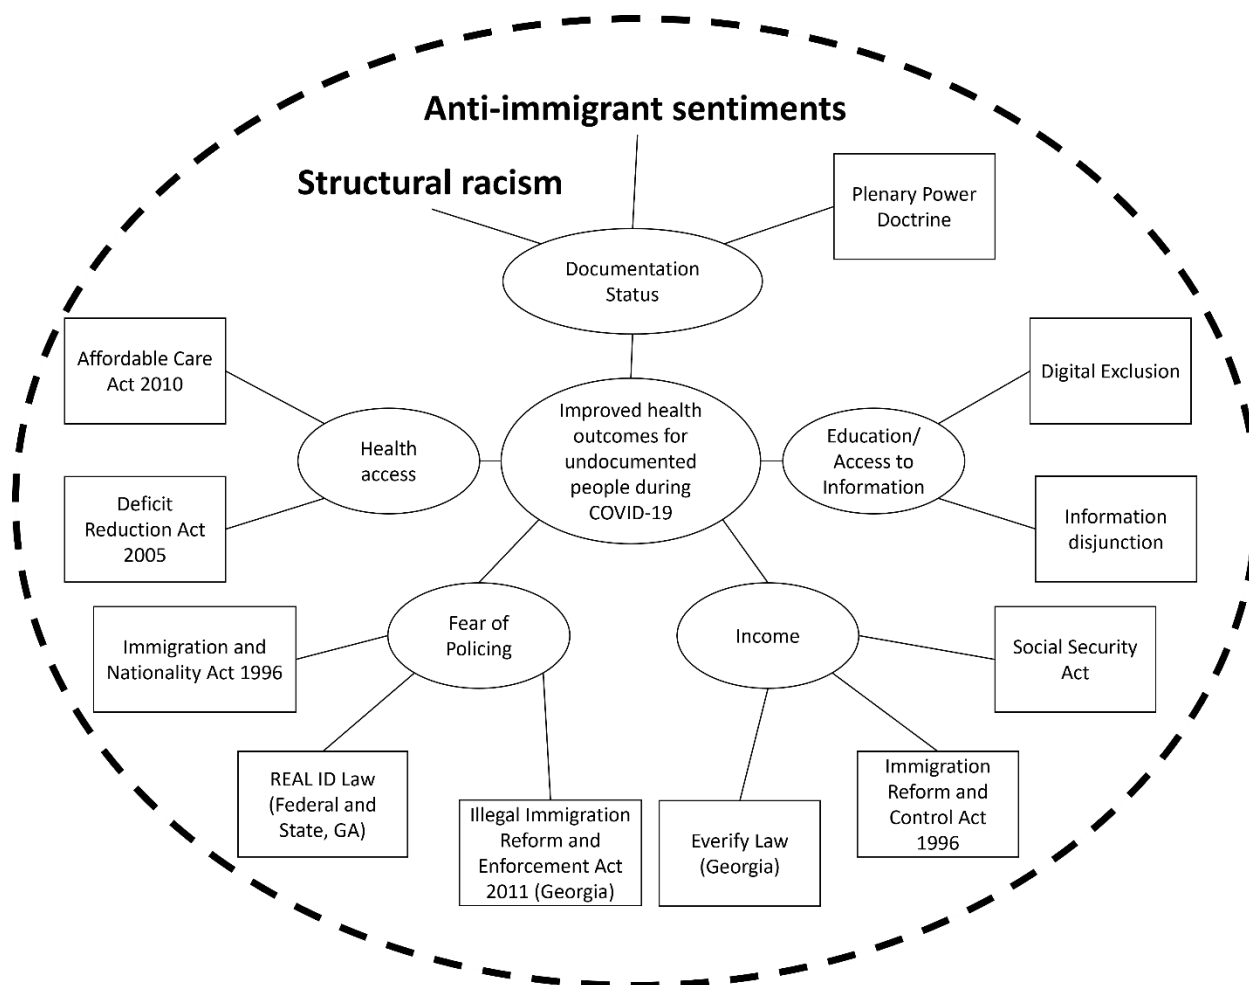 Anti-immigrant sentiments
Structural racism
Plenary Power
Doctrine
Documentation
Status
Affordable Care
Act 2010
Digital Exclusion
Health
access
Improved health
outcomes for
undocumented
people during
COVID-19
Education/
Access to
Information
Deficit
Reduction Act
2005
Information
disjunction
Immigration and
Nationality Act 1996
Fear of
Policing
Income
Social Security
Act
REAL ID Law
(Federal and
State, GA)
Illegal Immigration
Reform and
Enforcement Act
2011 (Georgia)
Everify Law
(Georgia)
Immigration
Reform and
Control Act
1996